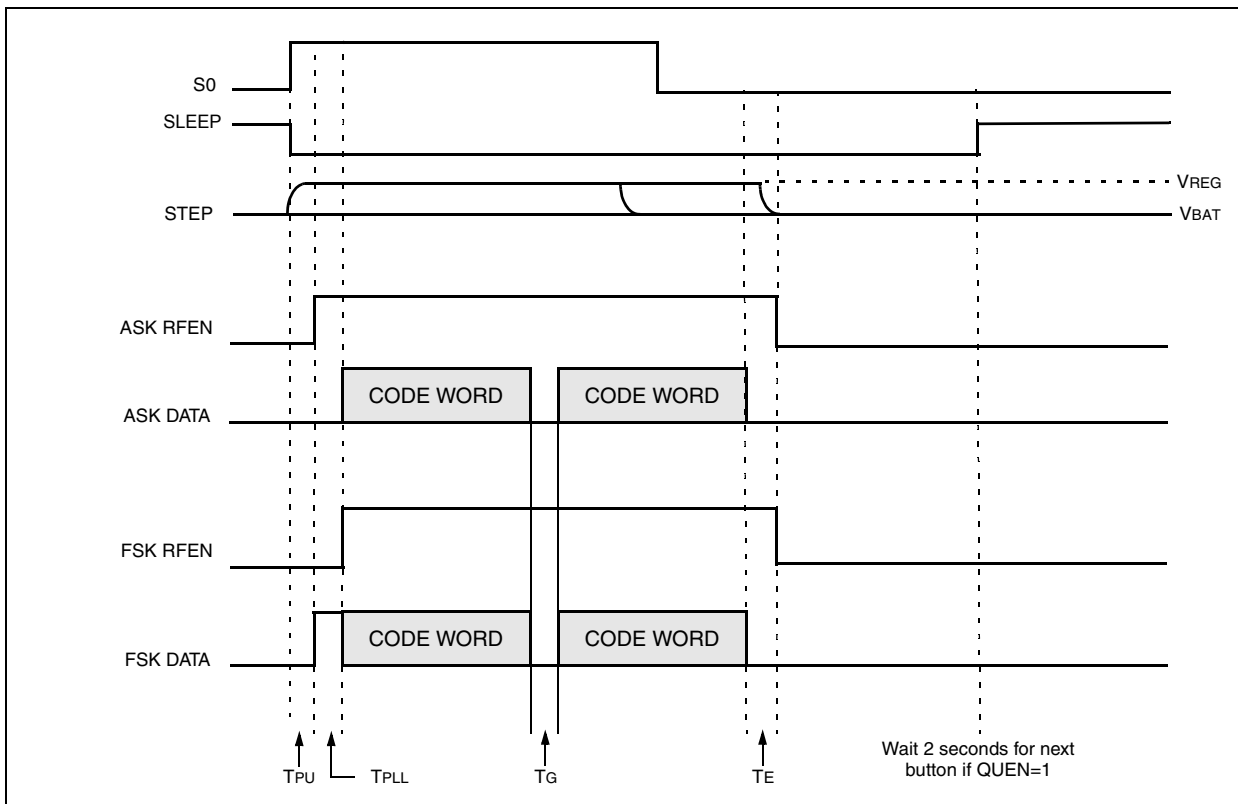 S0
SLEEP
VREG
STEP
VBAT
ASK RFEN
CODE WORD CODE WORD
ASK DATA
FSK RFEN
CODE WORD CODE WORD
FSK DATA
TPU TPLL TG TE
Wait 2 seconds for next
button if QUEN=1